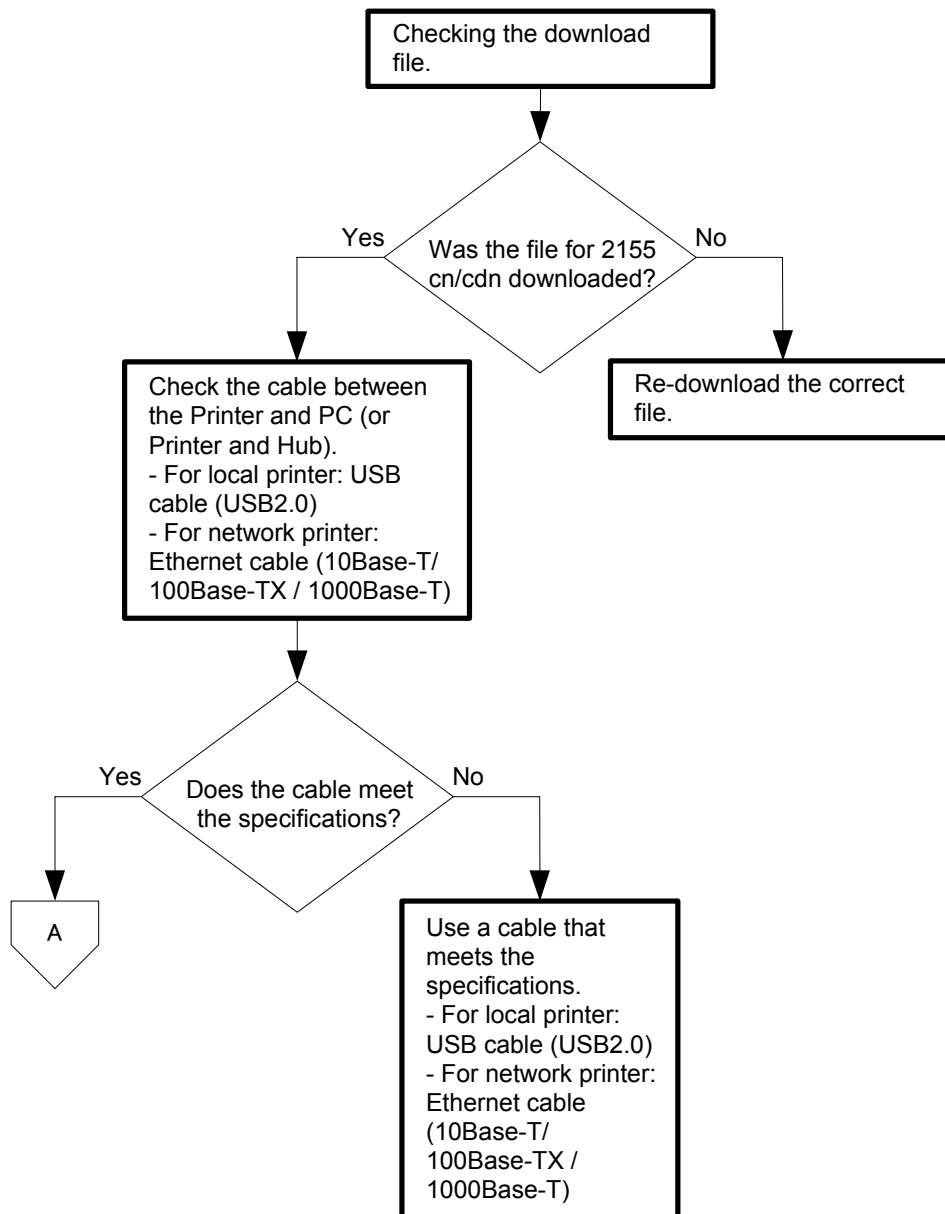 Checking the download
file.
Yes
Was the file for 2155
cn/cdn downloaded?
No
Check the cable between
the Printer and PC (or
Printer and Hub).
- For local printer: USB
cable (USB2.0)
- For network printer:
Ethernet cable (10Base-T/
100Base-TX / 1000Base-T)
Re-download the correct
file.
Yes
Does the cable meet
the specifications?
No
A
Use a cable that
meets the
specifications.
- For local printer:
USB cable (USB2.0)
- For network printer:
Ethernet cable
(10Base-T/
100Base-TX /
1000Base-T)